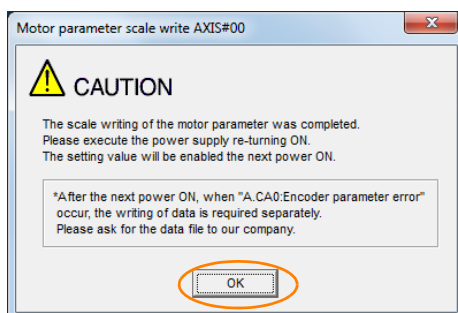 Motor parameter scale write AXIS#00
CAUTION
The scale writing of the motor parameter was completed.
Please execute the power supply re-turning ON.
The setting value will be enabled the next power ON.
*After the next power ON, when "A.CA0:Encoder parameter error"
occur, the writing of data is required separately.
Please ask for the data file to our company.
OK